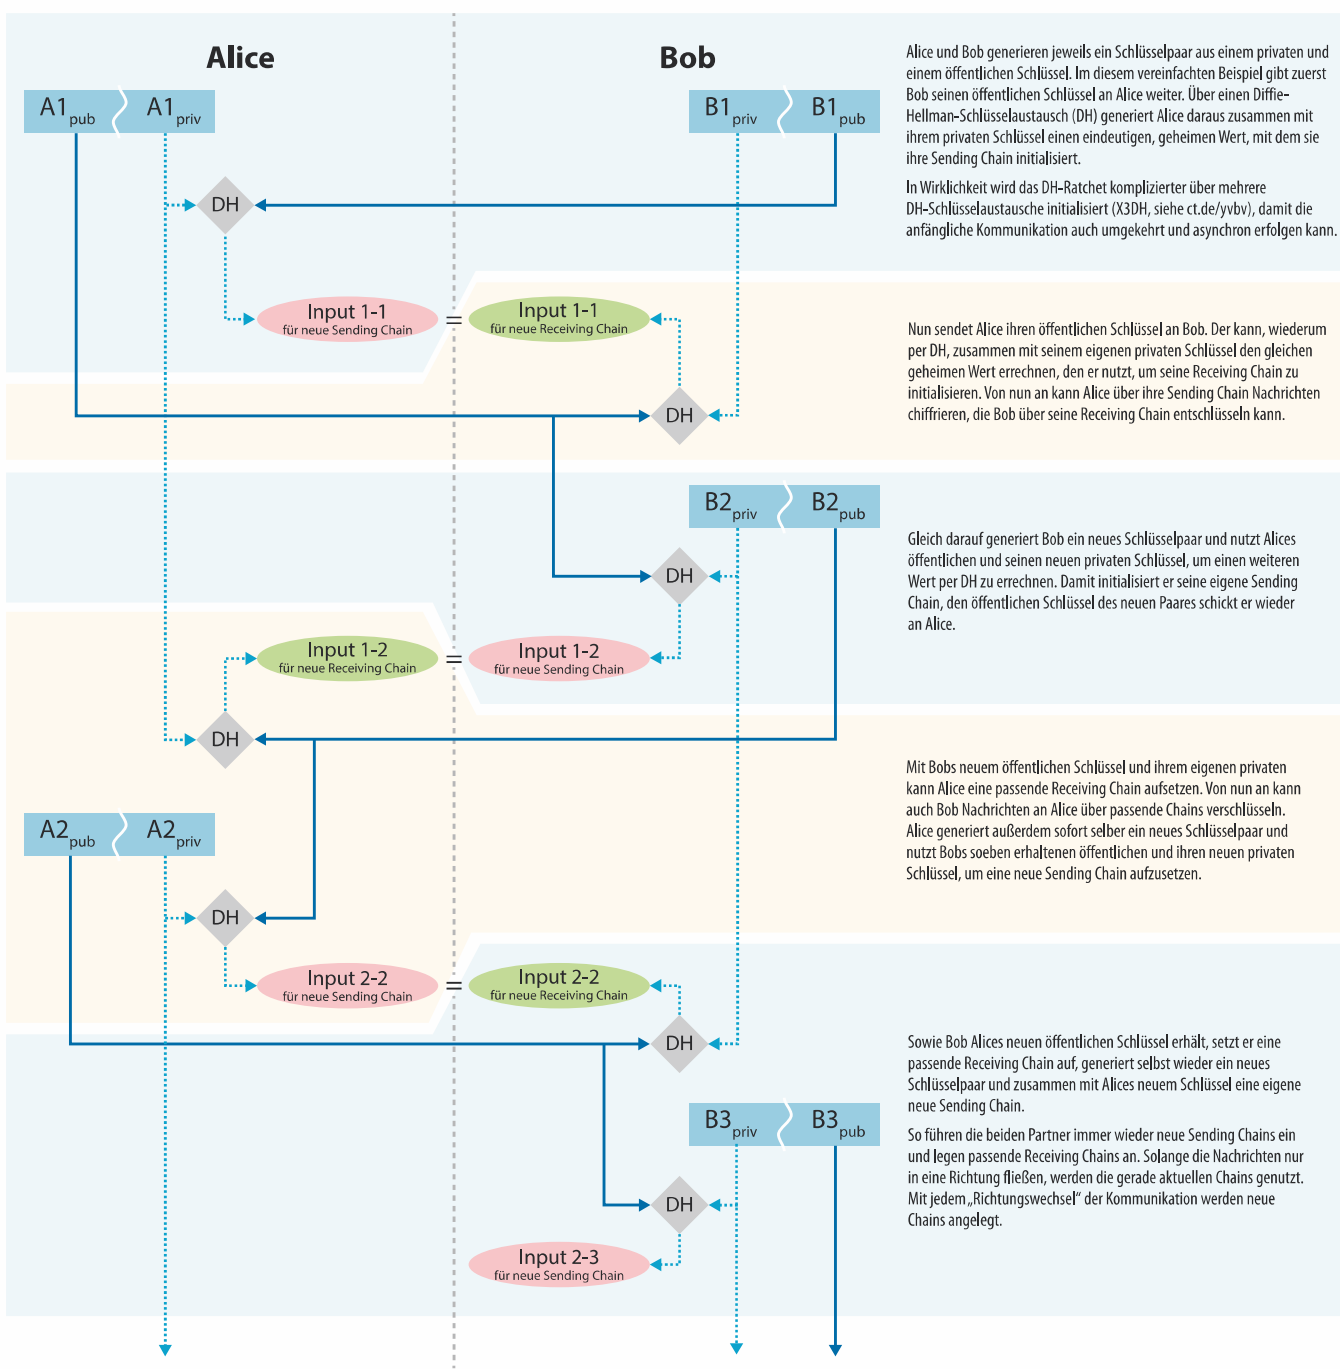 Alice
Bob
Alice und Bob generieren jeweils ein Schlüsselpaar aus einem privaten und
einem öffentlichen Schlüssel. Im diesem vereinfachten Beispiel gibt zuerst
Bob seinen öffentlichen Schlüssel an Alice weiter. Über einen Diffie-
Hellman-Schlüsselaustausch (DH) generiert Alice daraus zusammen mit
ihrem privaten Schlüssel einen eindeutigen, geheimen Wert, mit dem sie
ihre Sending Chain initialisiert.
In Wirklichkeit wird das DH-Ratchet komplizierter über mehrere
DH-Schlüsselaustausche initialisiert (X3DH, siehe ct.de/yvbv), damit die
anfängliche Kommunikation auch umgekehrt und asynchron erfolgen kann.
A1pub A1priv
B1priv B1pub
DH
Input 1-1
für neue Sending Chain
=
Input 1-1
für neue Receiving Chain
Nun sendet Alice ihren öffentlichen Schlüssel an Bob. Der kann, wiederum
per DH, zusammen mit seinem eigenen privaten Schlüssel den gleichen
geheimen Wert errechnen, den er nutzt, um seine Receiving Chain zu
initialisieren. Von nun an kann Alice über ihre Sending Chain Nachrichten
chiffrieren, die Bob über seine Receiving Chain entschlüsseln kann.
DH
B2priv B2pub
Gleich darauf generiert Bob ein neues Schlüsselpaar und nutzt Alices
öffentlichen und seinen neuen privaten Schlüssel, um einen weiteren
Wert per DH zu errechnen. Damit initialisiert er seine eigene Sending
Chain, den öffentlichen Schlüssel des neuen Paares schickt er wieder
an Alice.
DH
Input 1-2
für neue Receiving Chain
=
Input 1-2
für neue Sending Chain
DH
Mit Bobs neuem öffentlichen Schlüssel und ihrem eigenen privaten
kann Alice eine passende Receiving Chain aufsetzen. Von nun an kann
auch Bob Nachrichten an Alice über passende Chains verschlüsseln.
Alice generiert außerdem sofort selber ein neues Schlüsselpaar und
nutzt Bobs soeben erhaltenen öffentlichen und ihren neuen privaten
Schlüssel, um eine neue Sending Chain aufzusetzen.
A2pub A2priv
DH
Input 2-2
für neue Sending Chain
=
Input 2-2
für neue Receiving Chain
DH
Sowie Bob Alices neuen öffentlichen Schlüssel erhält, setzt er eine
passende Receiving Chain auf, generiert selbst wieder ein neues
Schlüsselpaar und zusammen mit Alices neuem Schlüssel eine eigene
neue Sending Chain.
So führen die beiden Partner immer wieder neue Sending Chains ein
und legen passende Receiving Chains an. Solange die Nachrichten nur
in eine Richtung fließen, werden die gerade aktuellen Chains genutzt.
Mit jedem „Richtungswechsel“ der Kommunikation werden neue
Chains angelegt.
B3priv B3pub
DH
Input 2-3
für neue Sending Chain